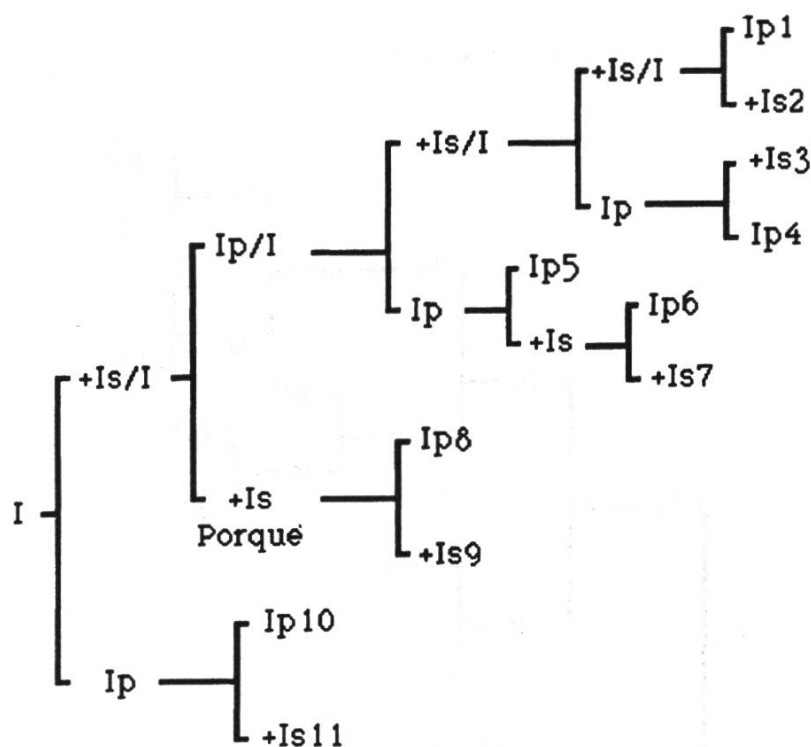 Ip1
+Is/I
+Is2
+Is/I
+Is3
Ip
Ip4
Ip/I
Ip5
Ip
Ip6
+Is
+Is/I
+Is7
Ip8
+Is
I
Porque
+Is9
Ip10
Ip
+Is11